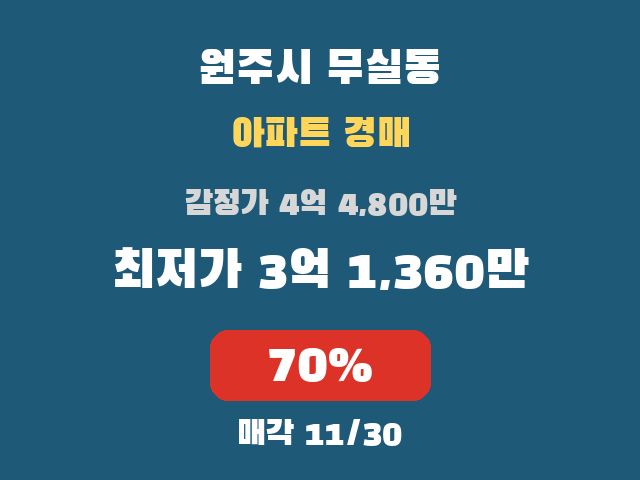 원주시 무실동
아파트 경매
감정가 4억 4,800만
최저가 3억 1,360만
70%
매각 11/30